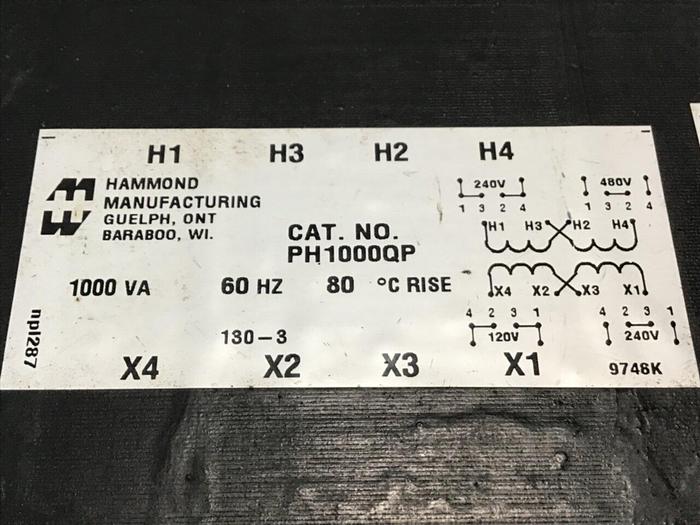 H1 H3 H2 H4
HAMMOND
MANUFACTURING
GUELPH, ONT
BARABOO, WI.
CAT. NO.
PH1000QP
1000 VA 60 HZ 80 °C RISE
130-3
X4 X2 X3 X1
npl287
240V 480V
1 3 2 4 1 3 2 4
H1 H3 H2 H4
X4 X2 X3 X1
4 2 3 1 4 2 3 1
120V 240V
9748K